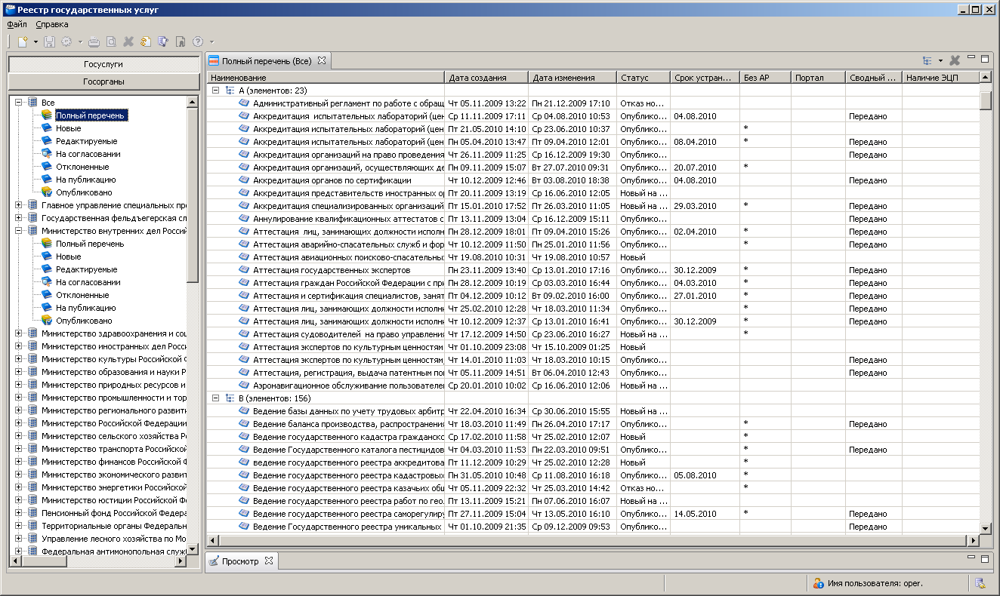 Реестр государственных услуг
Файл Справка
Госуслуги
Госорганы
Все
Полный перечень
Новые
Редактируемые
На согласовании
Отклоненные
На публикацию
Опубликовано
Главное управление специальных пр
Государственная фельдъегерская сл
Министерство внутренних дел Россий
Полный перечень
Новые
Редактируемые
На согласовании
Отклоненные
На публикацию
Опубликовано
Министерство здравоохранения и соц
Министерство иностранных дел Росс
Министерство культуры Российской
Министерство образования и науки Р
Министерство природных ресурсов и
Министерство промышленности и тор
Министерство регионального развит
Министерство Российской Федерации
Министерство сельского хозяйства Р
Министерство транспорта Российской
Министерство финансов Российской Ф
Министерство экономического развит
Министерство энергетики Российской
Министерство юстиции Российской Ф
Пенсионный фонд Российской Федера
Территориальные органы Федеральн
Управление лесного хозяйства по Мо
Федеральная антимонопольная служ
Полный перечень (Все)
Наименование Дата создания Дата изменения Статус Срок устран... Без АР Портал Сводный ... Наличие ЭЦП
А (элементов: 23)
Административный регламент по работе с обращ Чт 05.11.2009 13:22 Пн 21.12.2009 17:10 Отказ но...
Аккредитация испытательных лабораторий (цен Ср 11.11.2009 17:11 Ср 04.08.2010 10:53 Опублико... 04.08.2010 Передано
Аккредитация испытательных лабораторий (цен Пт 21.05.2010 14:10 Ср 23.06.2010 10:37 Опублико... *
Аккредитация испытательных лабораторий (цен Пн 05.04.2010 13:47 Пт 09.04.2010 12:01 Опублико... 08.04.2010 * Передано
Аккредитация организаций на право проведения Чт 26.11.2009 11:25 Ср 16.12.2009 19:30 Опублико... Передано
Аккредитация организаций, осуществляющих де Пн 09.11.2009 15:07 Вт 27.07.2010 09:31 Опублико... 20.07.2010 *
Аккредитация органов по сертификации Чт 10.12.2009 12:46 Вт 03.08.2010 18:38 Опублико... 04.08.2010 Передано
Аккредитация представительств иностранных ор Пт 20.11.2009 13:19 Ср 16.06.2010 12:05 Новый на ...
Аккредитация специализированных организаций Пт 15.01.2010 17:52 Пт 26.03.2010 11:05 Новый на ... 29.03.2010 * Передано
Аннулирование квалификационных аттестатов с Пт 13.11.2009 13:04 Ср 16.12.2009 15:11 Опублико... Передано
Аттестация лиц, занимающих должности исполн Пн 28.12.2009 18:01 Пт 09.04.2010 15:26 Опублико... 02.04.2010 * Передано
Аттестация аварийно-спасательных служб и фор Чт 10.12.2009 11:50 Пн 25.01.2010 11:56 Опублико... * Передано
Аттестация авиационных поисково-спасательны Чт 19.08.2010 10:31 Чт 19.08.2010 10:57 Новый
Аттестация государственных экспертов Пн 23.11.2009 13:40 Ср 13.01.2010 17:16 Опублико... 30.12.2009 * Передано
Аттестация граждан Российской Федерации с пр Пн 28.12.2009 10:19 Ср 03.03.2010 16:44 Опублико... 04.03.2010 * Передано
Аттестация и сертификация специалистов, занят Пт 04.12.2009 10:12 Вт 09.02.2010 16:00 Опублико... 27.01.2010 * Передано
Аттестация лиц, занимающих должности исполн Чт 25.02.2010 12:28 Чт 18.03.2010 11:34 Опублико... * Передано
Аттестация лиц, занимающих должности исполн Чт 10.12.2009 12:37 Ср 13.01.2010 16:41 Опублико... 30.12.2009 * Передано
Аттестация судоводителей на право управления Чт 17.12.2009 14:50 Ср 23.06.2010 16:27 Новый на ... *
Аттестация экспертов по культурным ценностям Чт 01.10.2009 23:08 Чт 15.10.2009 01:25 Новый
Аттестация экспертов по культурным ценностям Чт 14.01.2010 11:03 Чт 18.03.2010 10:15 Опублико... Передано
Аттестация, регистрация, выдача патентным по Чт 05.11.2009 14:51 Вт 06.04.2010 12:43 Опублико... Передано
Аэронавигационное обслуживание пользователе Ср 20.01.2010 10:02 Ср 16.06.2010 12:06 Новый на ...
В (элементов: 156)
Ведение базы данных по учету трудовых арбитр Чт 22.04.2010 16:34 Ср 30.06.2010 15:55 Новый на ...
Ведение баланса производства, распространения Чт 18.03.2010 11:49 Пн 26.04.2010 17:17 Опублико... * Передано
Ведение государственного кадастра гражданско Ср 17.02.2010 11:58 Чт 25.02.2010 12:07 Новый *
Ведение Государственного каталога пестицидов Чт 04.03.2010 11:53 Пн 22.03.2010 09:51 Опублико... * Передано
ведение государственного реестра аккредитова Пт 11.12.2009 10:29 Чт 25.02.2010 12:28 Новый *
Ведение государственного реестра кадастровых Пн 31.05.2010 10:48 Ср 11.08.2010 16:18 Опублико... 05.08.2010 *
Ведение государственного реестра казачьих общ Чт 05.11.2009 22:32 Чт 25.03.2010 14:42 Отказ но... *
Ведение государственного реестра работ по гео. Пт 13.11.2009 15:21 Пн 07.06.2010 16:07 Новый на ...
Ведение государственного реестра саморегулиру Пт 27.11.2009 15:04 Чт 13.05.2010 16:10 Опублико... 14.05.2010 * Передано
Ведение Государственного реестра уникальных Чт 01.10.2009 21:35 Ср 09.12.2009 09:53 Опублико... Передано
Просмотр
Имя пользователя: oper.